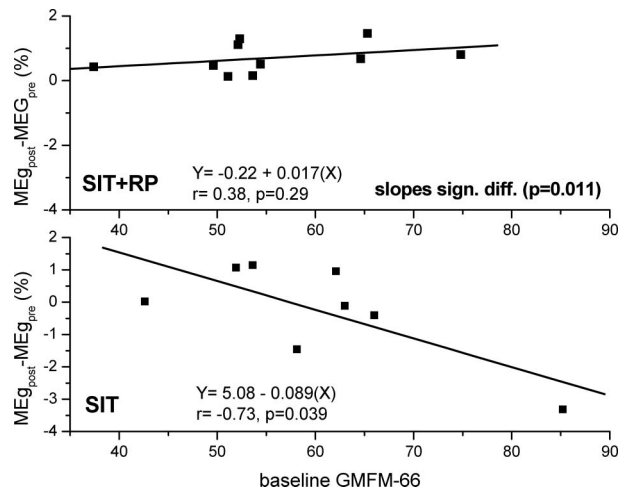 MEg_post-MEG_pre (%)
2
0
2
-4
SIT+RP
Y= -0.22 + 0.017(X)
r= 0.38, p=0.29
slopes sign. diff. (p=0.011)
40 50 60 70 80 90
MEg_post-MEg_pre (%)
2
1
0
-1
-2
-3
-4
SIT
Y= 5.08 - 0.089(X)
r= -0.73, p=0.039
40 50 60 70 80 90
baseline GMFM-66